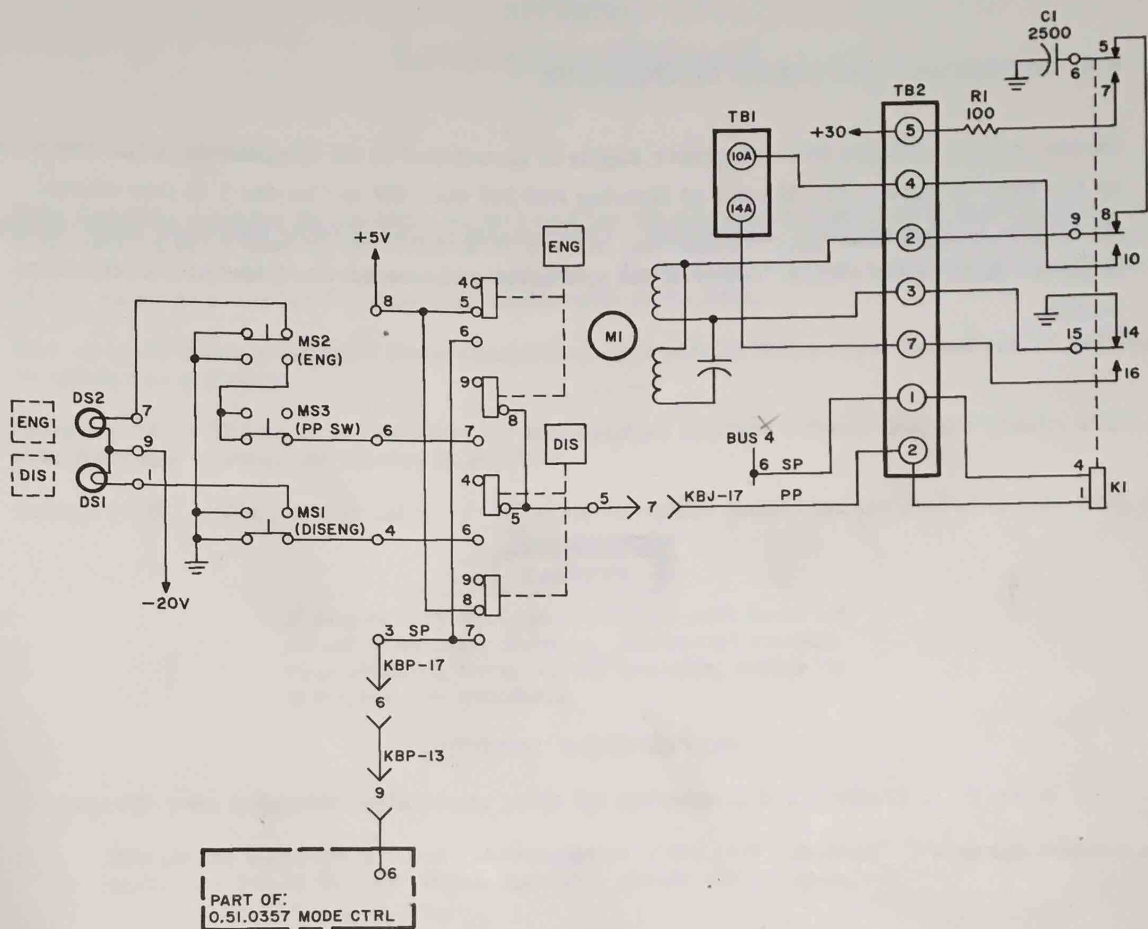 C1
2500
5
6
7
TB2
R1
100
+30
5
TB1
10A
14A
4
9
8
2
10
3
15
14
7
16
1
2
4
1
K1
M1
BUS 4
6 SP
PP
+5V
8
ENG
4
5
6
9
8
7
DIS
4
5
5
7
KBJ-17
6
9
8
7
MS2
(ENG)
MS3
(PP SW)
6
MS1
(DISENG)
4
ENG
DS2
7
9
DIS
DS1
1
-20V
3
SP
KBP-17
6
KBP-13
9
6
PART OF:
0.51.0357 MODE CTRL